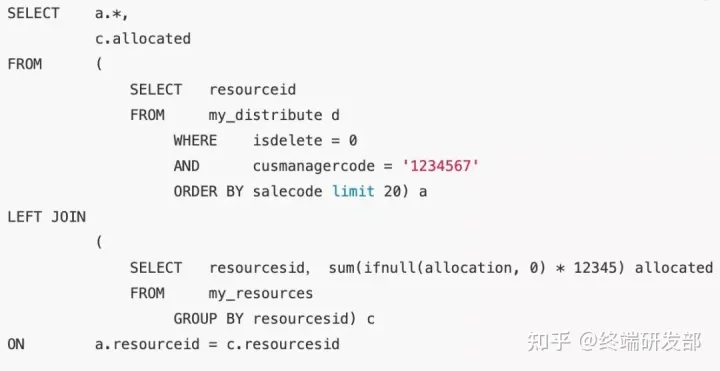 SELECT a.*,
c.allocated
FROM (
SELECT resourceid
FROM my_distribute d
WHERE isdelete = 0
AND cusmanagercode = '1234567'
ORDER BY salecode limit 20) a
LEFT JOIN
(
SELECT resourcesid, sum(ifnull(allocation, 0) * 12345) allocated
FROM my_resources
GROUP BY resourcesid) c
ON a.resourceid = c.resourcesid
知乎 @终端研发部